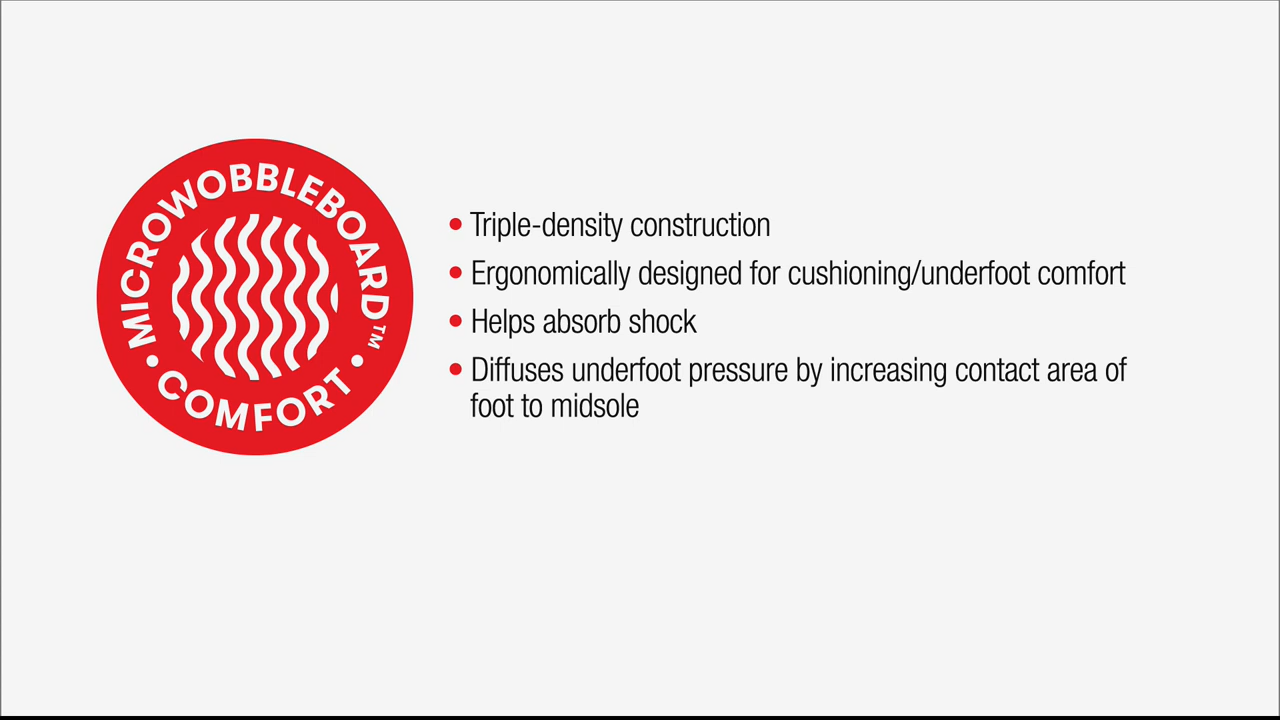 MICROWOBBLEBOARD™
• COMFORT •
• Triple-density construction
• Ergonomically designed for cushioning/underfoot comfort
• Helps absorb shock
• Diffuses underfoot pressure by increasing contact area of
foot to midsole